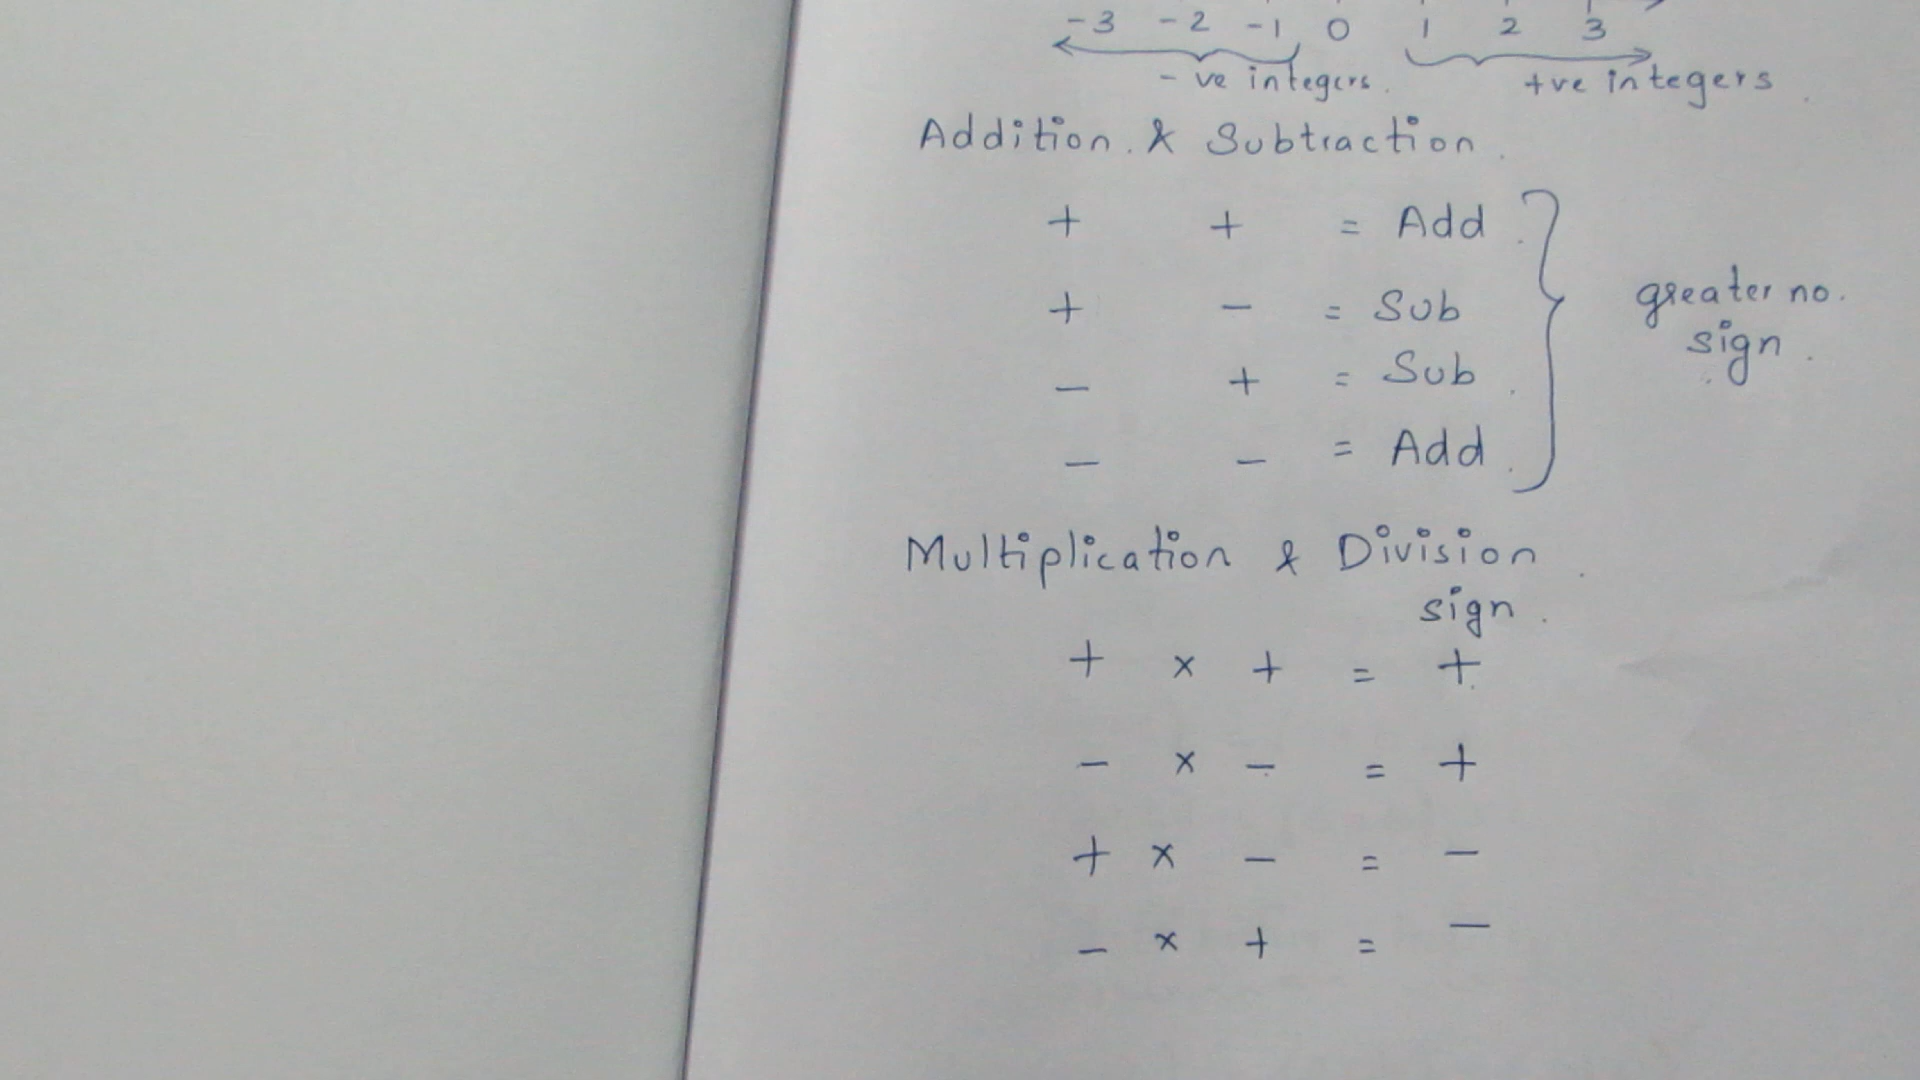 -3 -2 -1 0 1 2 3
-ve integers. +ve integers
Addition & Subtraction
+ + = Add
+ - = Sub
- + = Sub
- - = Add
greater no.
sign
Multiplication & Division
sign
+ × + = +
- × - = +
+ × - = -
- × + = -